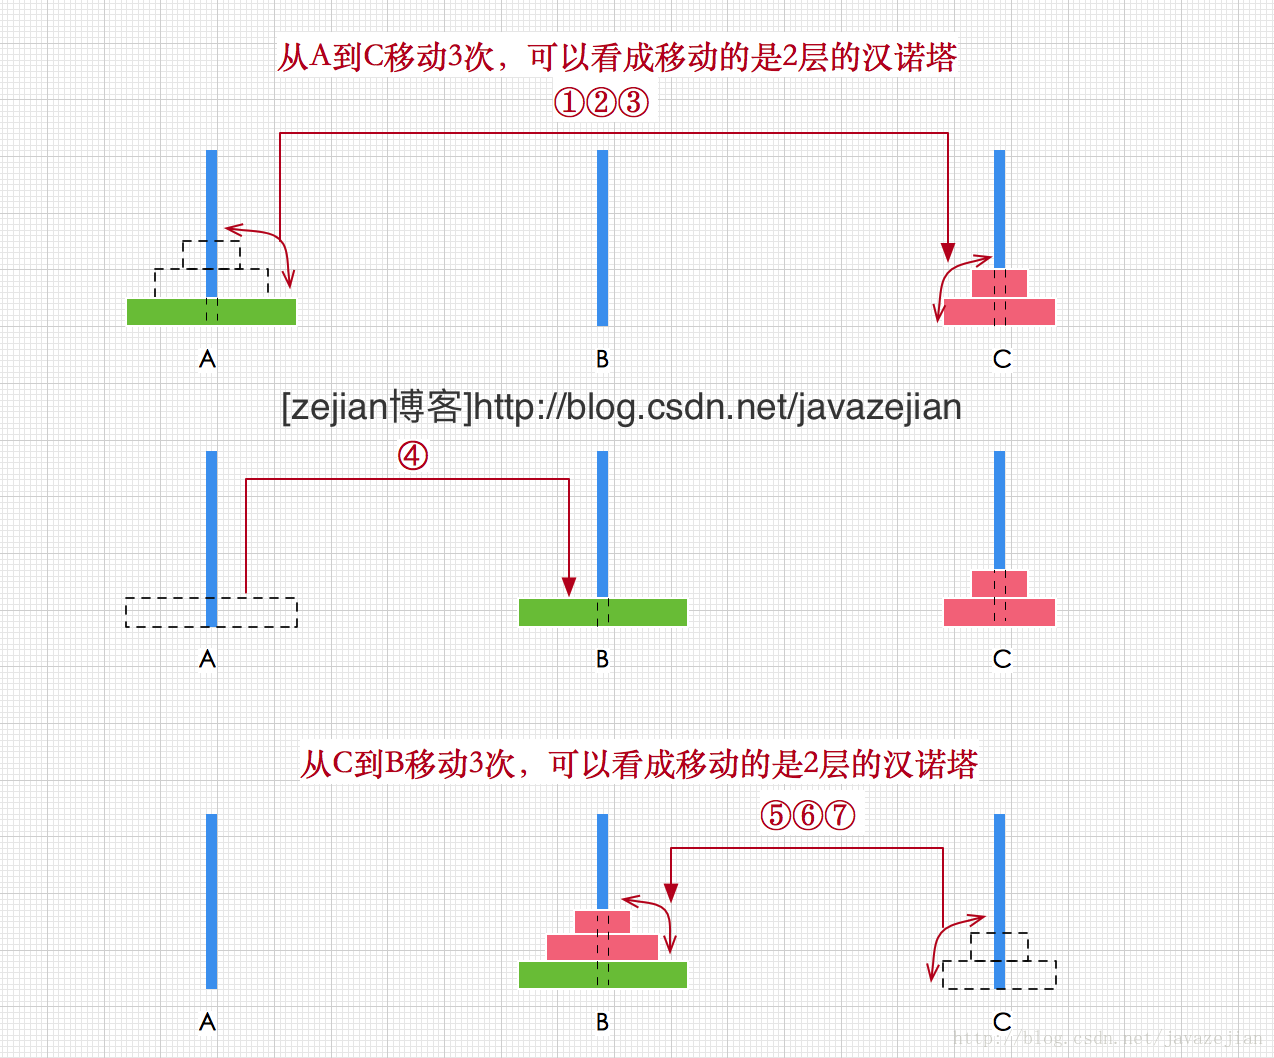 从A到C移动3次，可以看成移动的是2层的汉诺塔
①②③
A B C
[zejian博客]http://blog.csdn.net/javazejian
④
A B C
从C到B移动3次，可以看成移动的是2层的汉诺塔
⑤⑥⑦
A B C
http://blog.csdn.net/javazejian